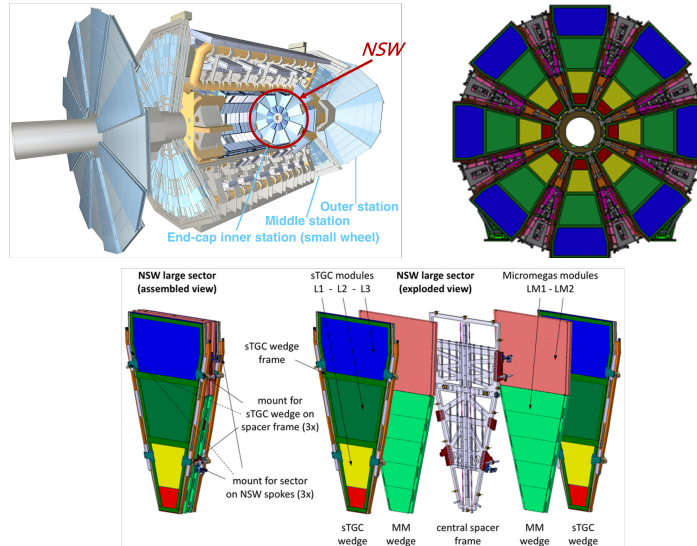 NSW
Outer station
Middle station
End-cap inner station (small wheel)
NSW large sector
(assembled view)
sTGC modules
L1 - L2 - L3
NSW large sector
(exploded view)
Micromegas modules
LM1 - LM2
sTGC wedge
frame
mount for
sTGC wedge on
spacer frame (3x)
mount for sector
on NSW spokes (3x)
sTGC
wedge
MM
wedge
central spacer
frame
MM
wedge
sTGC
wedge